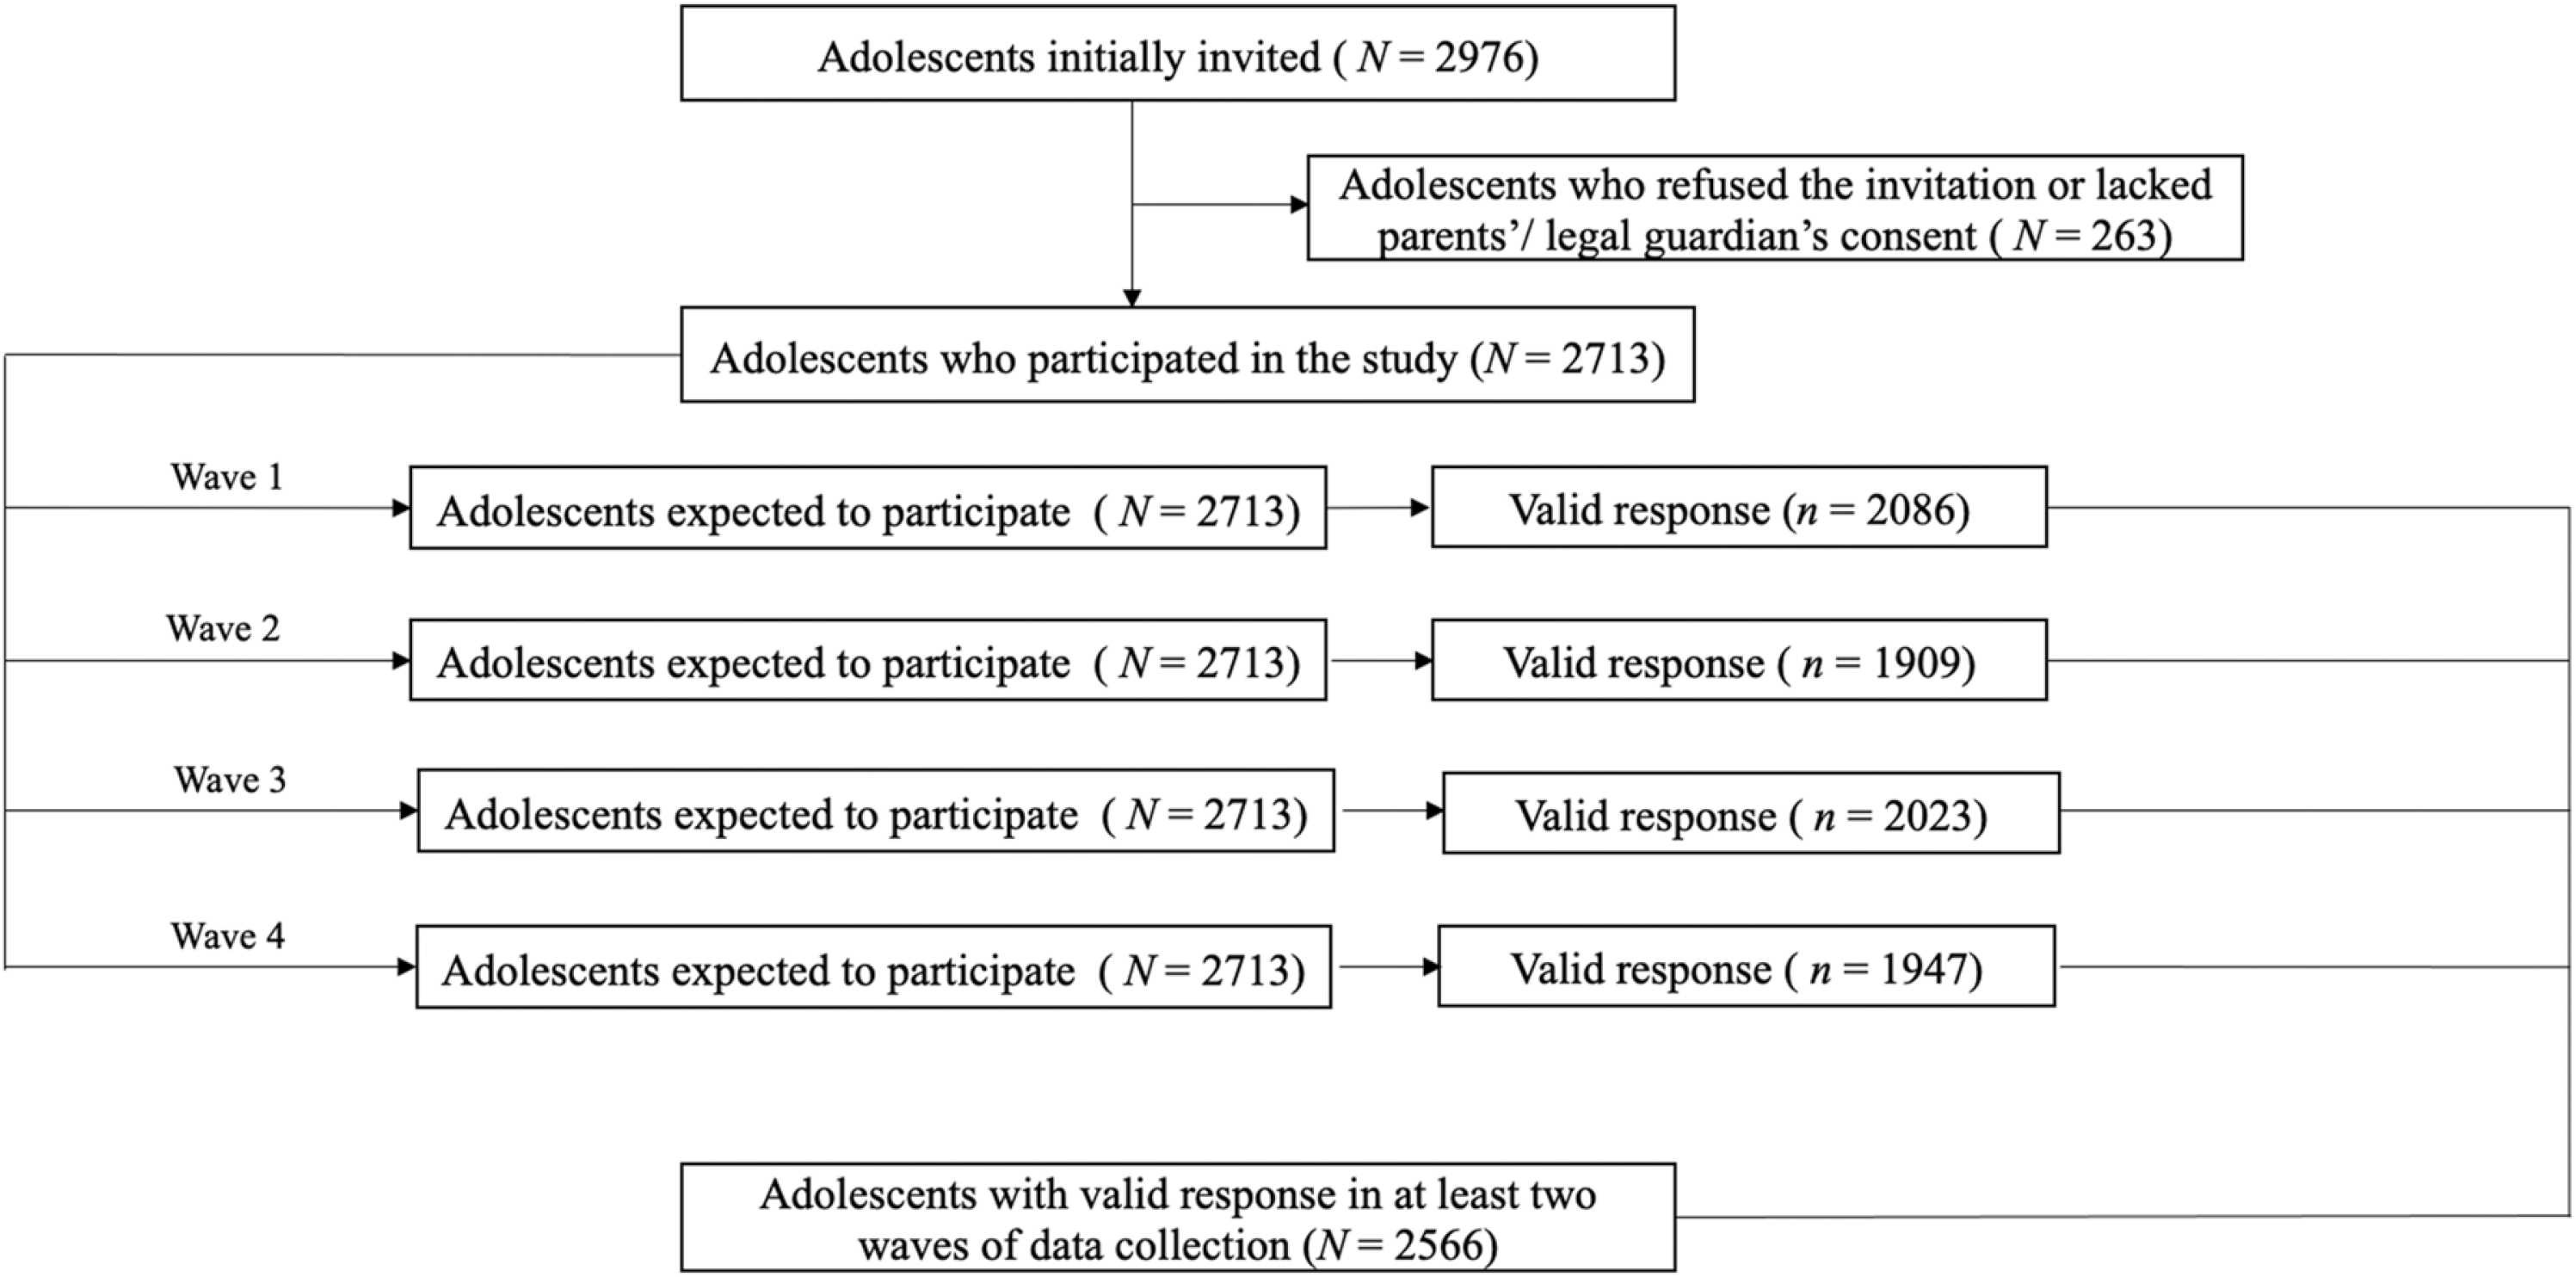 Adolescents initially invited ( N = 2976)
Adolescents who refused the invitation or lacked
parents’/ legal guardian’s consent ( N = 263)
Adolescents who participated in the study (N = 2713)
Wave 1
Adolescents expected to participate ( N = 2713)
Valid response (n = 2086)
Wave 2
Adolescents expected to participate ( N = 2713)
Valid response ( n = 1909)
Wave 3
Adolescents expected to participate ( N = 2713)
Valid response ( n = 2023)
Wave 4
Adolescents expected to participate ( N = 2713)
Valid response ( n = 1947)
Adolescents with valid response in at least two
waves of data collection (N = 2566)